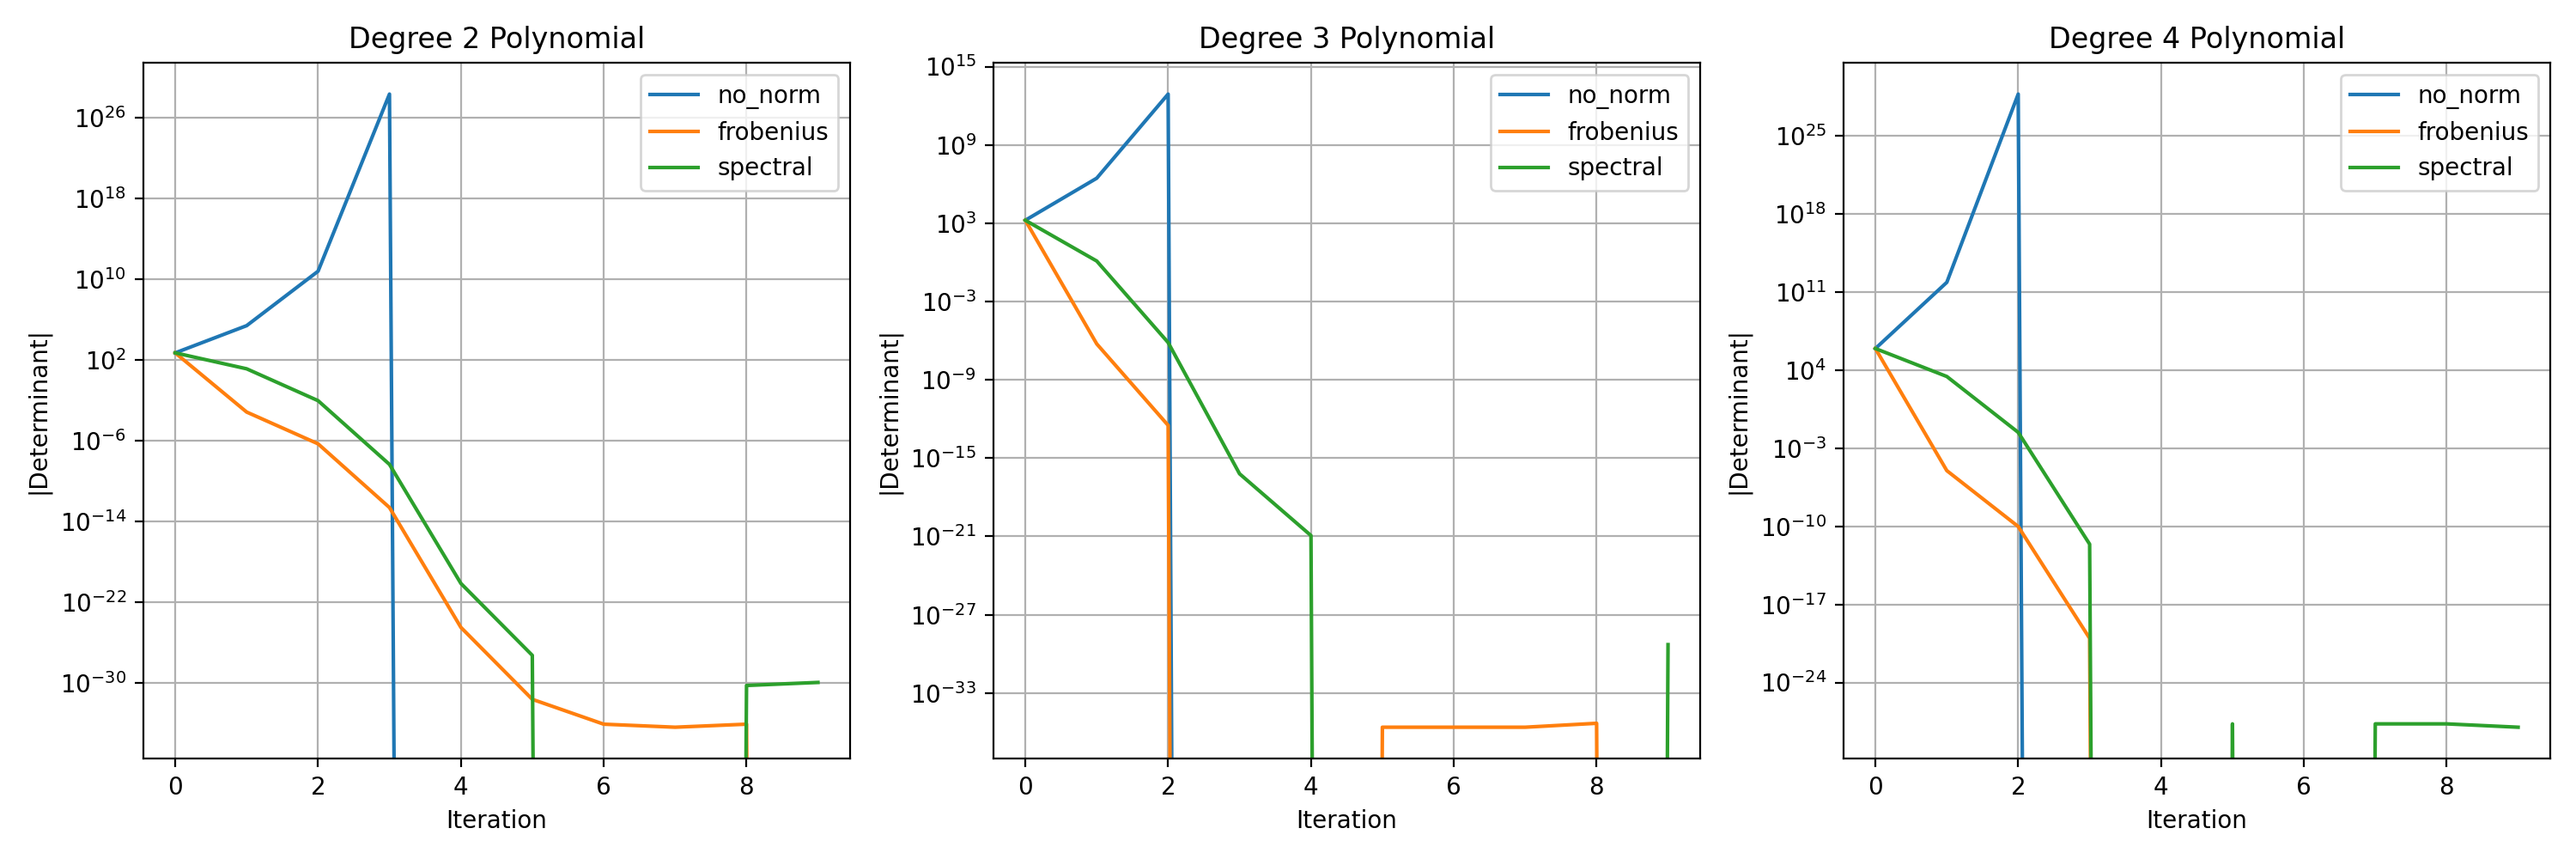 Degree 2 Polynomial
10^26
10^18
10^10
10^2
10^-6
10^-14
10^-22
10^-30
|Determinant|
0 2 4 6 8
Iteration
no_norm
frobenius
spectral
Degree 3 Polynomial
10^15
10^9
10^3
10^-3
10^-9
10^-15
10^-21
10^-27
10^-33
|Determinant|
0 2 4 6 8
Iteration
no_norm
frobenius
spectral
Degree 4 Polynomial
10^25
10^18
10^11
10^4
10^-3
10^-10
10^-17
10^-24
|Determinant|
0 2 4 6 8
Iteration
no_norm
frobenius
spectral